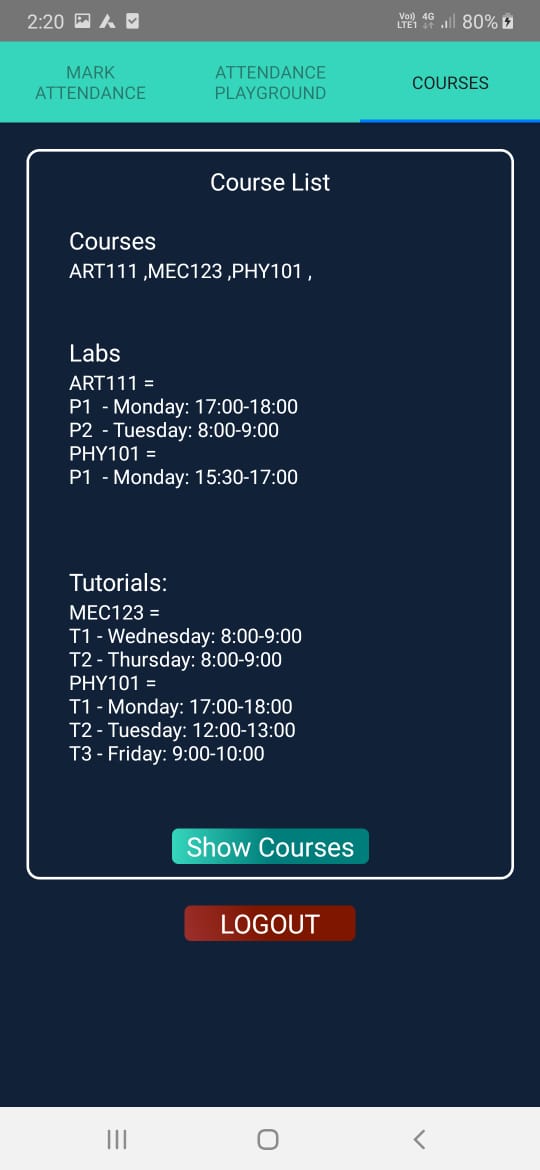 2:20
Vo)) 4G
LTE1
80%
MARK
ATTENDANCE
ATTENDANCE
PLAYGROUND
COURSES
Course List
Courses
ART111 ,MEC123 ,PHY101 ,
Labs
ART111 =
P1  - Monday: 17:00-18:00
P2  - Tuesday: 8:00-9:00
PHY101 =
P1  - Monday: 15:30-17:00
Tutorials:
MEC123 =
T1 - Wednesday: 8:00-9:00
T2 - Thursday: 8:00-9:00
PHY101 =
T1 - Monday: 17:00-18:00
T2 - Tuesday: 12:00-13:00
T3 - Friday: 9:00-10:00
Show Courses
LOGOUT